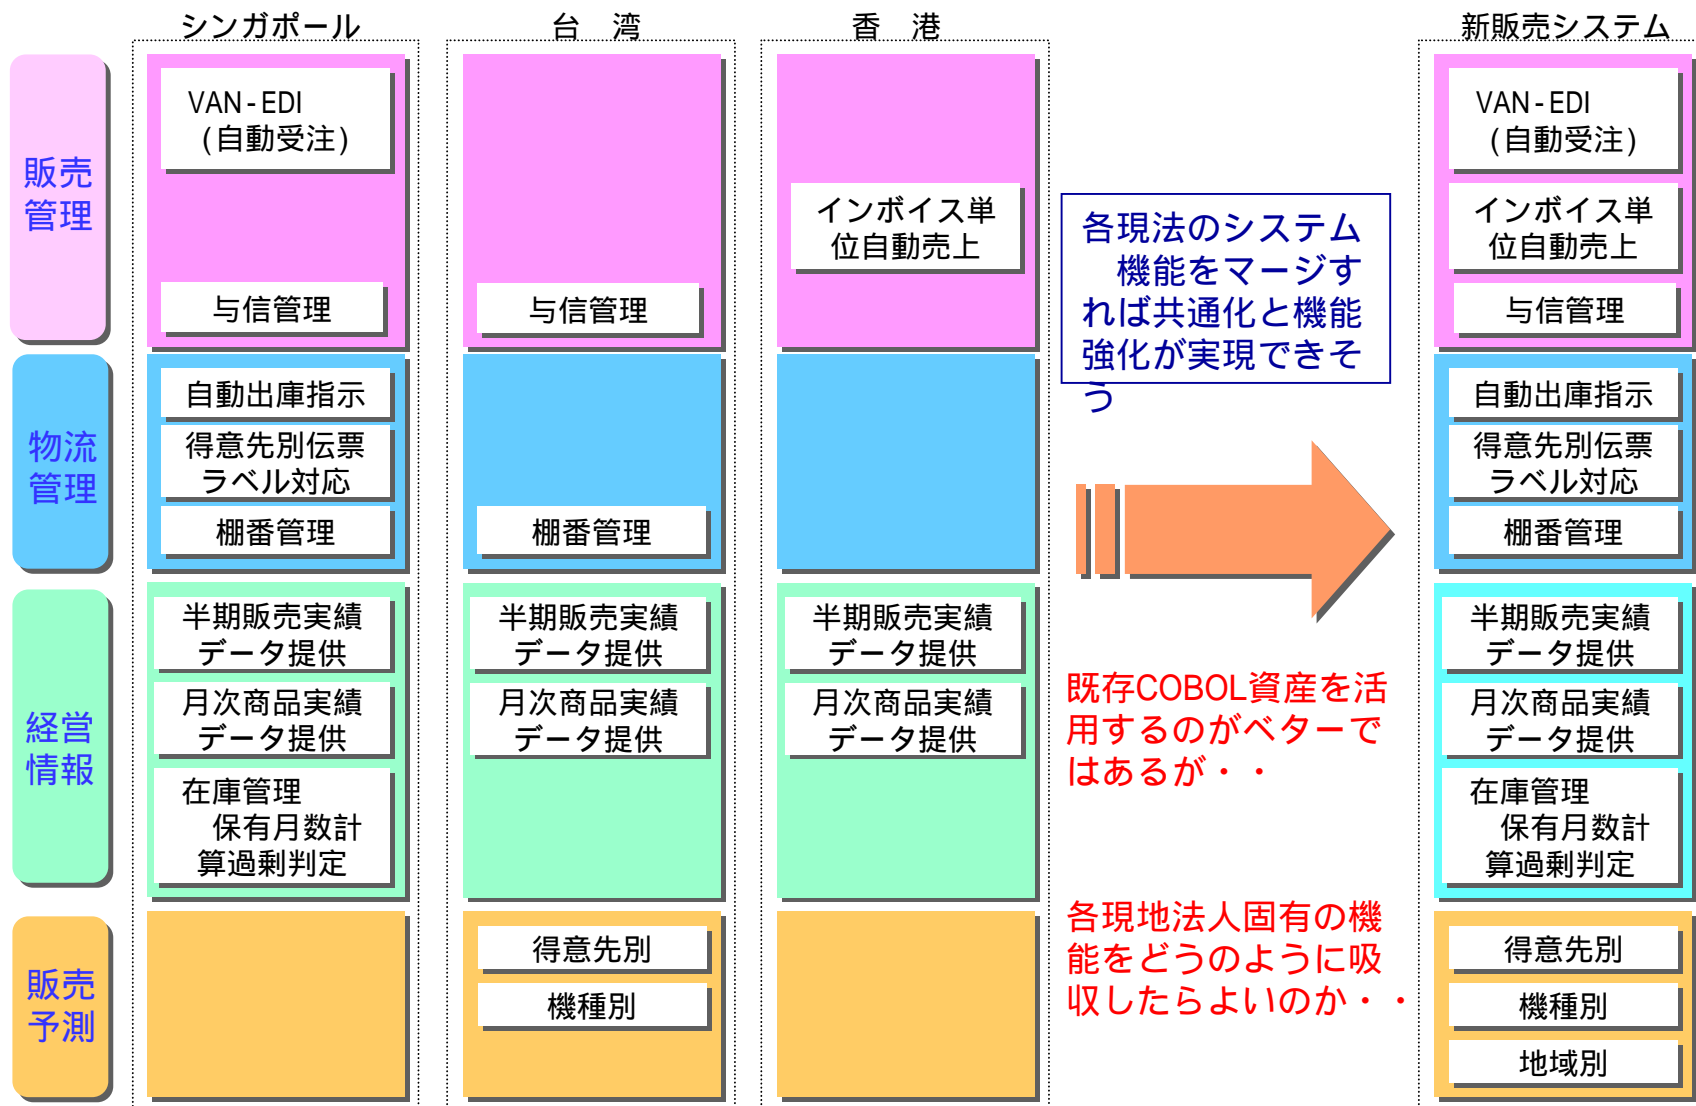 シンガポール
台　湾
香　港
新販売システム
販売
管理
VAN-EDI
(自動受注)
与信管理
与信管理
インボイス単
位自動売上
各現法のシステム
　機能をマージす
れば共通化と機能
強化が実現できそ
う
VAN-EDI
(自動受注)
インボイス単
位自動売上
与信管理
物流
管理
自動出庫指示
得意先別伝票
ラベル対応
棚番管理
棚番管理
自動出庫指示
得意先別伝票
ラベル対応
棚番管理
経営
情報
半期販売実績
データ提供
月次商品実績
データ提供
在庫管理
　保有月数計
算過剰判定
半期販売実績
データ提供
月次商品実績
データ提供
半期販売実績
データ提供
月次商品実績
データ提供
既存COBOL資産を活
用するのがベターで
はあるが・・
半期販売実績
データ提供
月次商品実績
データ提供
在庫管理
　保有月数計
算過剰判定
販売
予測
得意先別
機種別
各現地法人固有の機
能をどうのように吸
収したらよいのか・・
得意先別
機種別
地域別